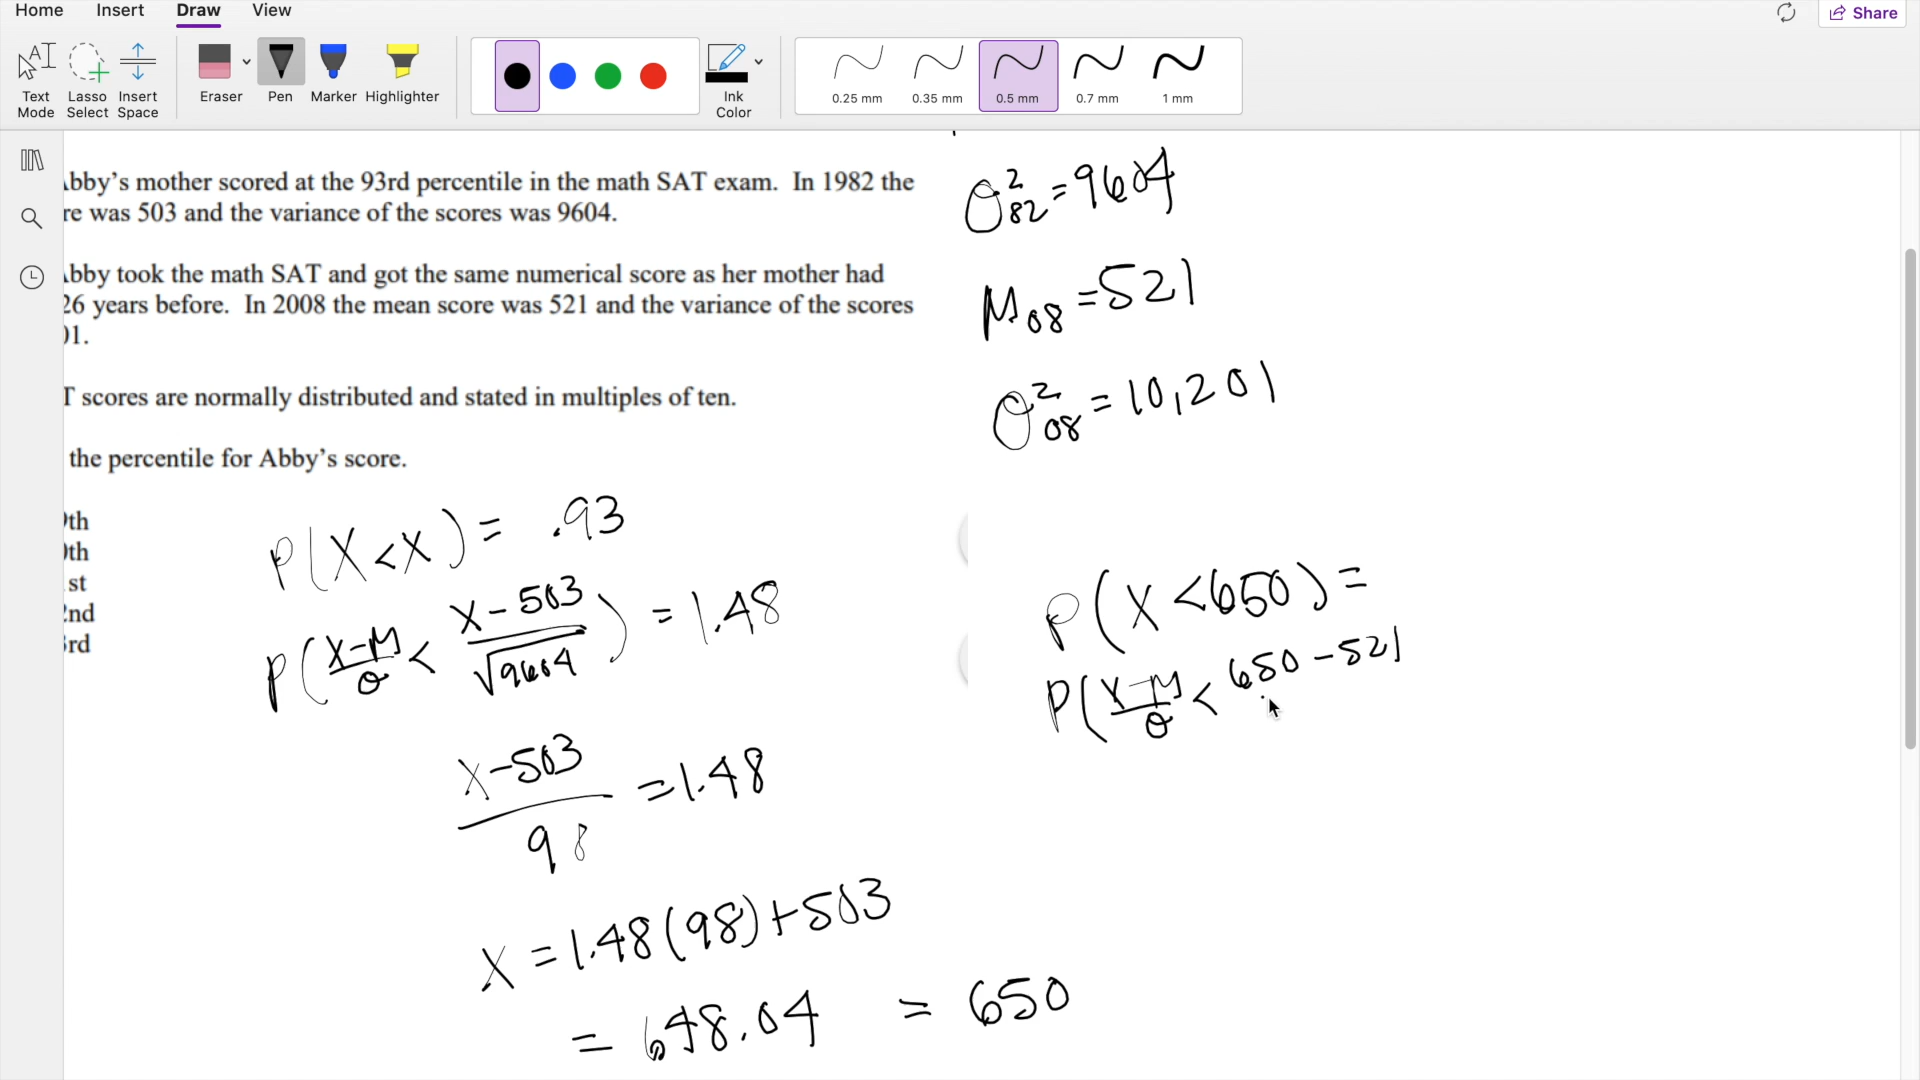 Home Insert Draw View Share
Text Mode Lasso Select Insert Space Eraser Pen Marker Highlighter Ink Color 0.25 mm 0.35 mm 0.5 mm 0.7 mm 1 mm
bby's mother scored at the 93rd percentile in the math SAT exam. In 1982 the
re was 503 and the variance of the scores was 9604.
bby took the math SAT and got the same numerical score as her mother had
26 years before. In 2008 the mean score was 521 and the variance of the scores
01.
T scores are normally distributed and stated in multiples of ten.
the percentile for Abby's score.
th
0th
st
2nd
3rd
P(X<x) = .93
P((X-M)/σ < (x-503)/√9604) = 1.48
(x-503)/98 = 1.48
x = 1.48(98)+503
= 648.04 = 650
σ²82 = 9604
M08 = 521
σ²08 = 10,201
P(X<650) =
P((X-M)/σ < 650-521